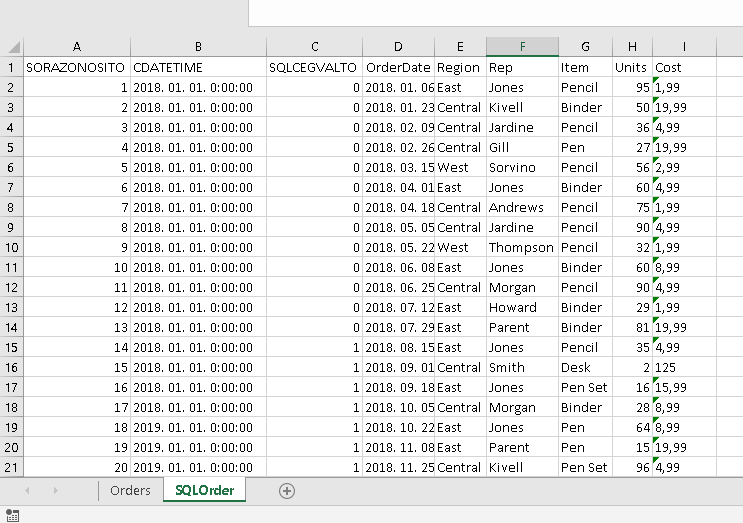 A B C D E F G H I
1 SORAZONOSITO CDATETIME SQLCEGVALTO OrderDate Region Rep Item Units Cost
2 1 2018. 01. 01. 0:00:00 0 2018. 01. 06 East Jones Pencil 95 1,99
3 2 2018. 01. 01. 0:00:00 0 2018. 01. 23 Central Kivell Binder 50 19,99
4 3 2018. 01. 01. 0:00:00 0 2018. 02. 09 Central Jardine Pencil 36 4,99
5 4 2018. 01. 01. 0:00:00 0 2018. 02. 26 Central Gill Pen 27 19,99
6 5 2018. 01. 01. 0:00:00 0 2018. 03. 15 West Sorvino Pencil 56 2,99
7 6 2018. 01. 01. 0:00:00 0 2018. 04. 01 East Jones Binder 60 4,99
8 7 2018. 01. 01. 0:00:00 0 2018. 04. 18 Central Andrews Pencil 75 1,99
9 8 2018. 01. 01. 0:00:00 0 2018. 05. 05 Central Jardine Pencil 90 4,99
10 9 2018. 01. 01. 0:00:00 0 2018. 05. 22 West Thompson Pencil 32 1,99
11 10 2018. 01. 01. 0:00:00 0 2018. 06. 08 East Jones Binder 60 8,99
12 11 2018. 01. 01. 0:00:00 0 2018. 06. 25 Central Morgan Pencil 90 4,99
13 12 2018. 01. 01. 0:00:00 0 2018. 07. 12 East Howard Binder 29 1,99
14 13 2018. 01. 01. 0:00:00 0 2018. 07. 29 East Parent Binder 81 19,99
15 14 2018. 01. 01. 0:00:00 1 2018. 08. 15 East Jones Pencil 35 4,99
16 15 2018. 01. 01. 0:00:00 1 2018. 09. 01 Central Smith Desk 2 125
17 16 2018. 01. 01. 0:00:00 1 2018. 09. 18 East Jones Pen Set 16 15,99
18 17 2018. 01. 01. 0:00:00 1 2018. 10. 05 Central Morgan Binder 28 8,99
19 18 2019. 01. 01. 0:00:00 1 2018. 10. 22 East Jones Pen 64 8,99
20 19 2019. 01. 01. 0:00:00 1 2018. 11. 08 East Parent Pen 15 19,99
21 20 2019. 01. 01. 0:00:00 1 2018. 11. 25 Central Kivell Pen Set 96 4,99
Orders SQLOrder